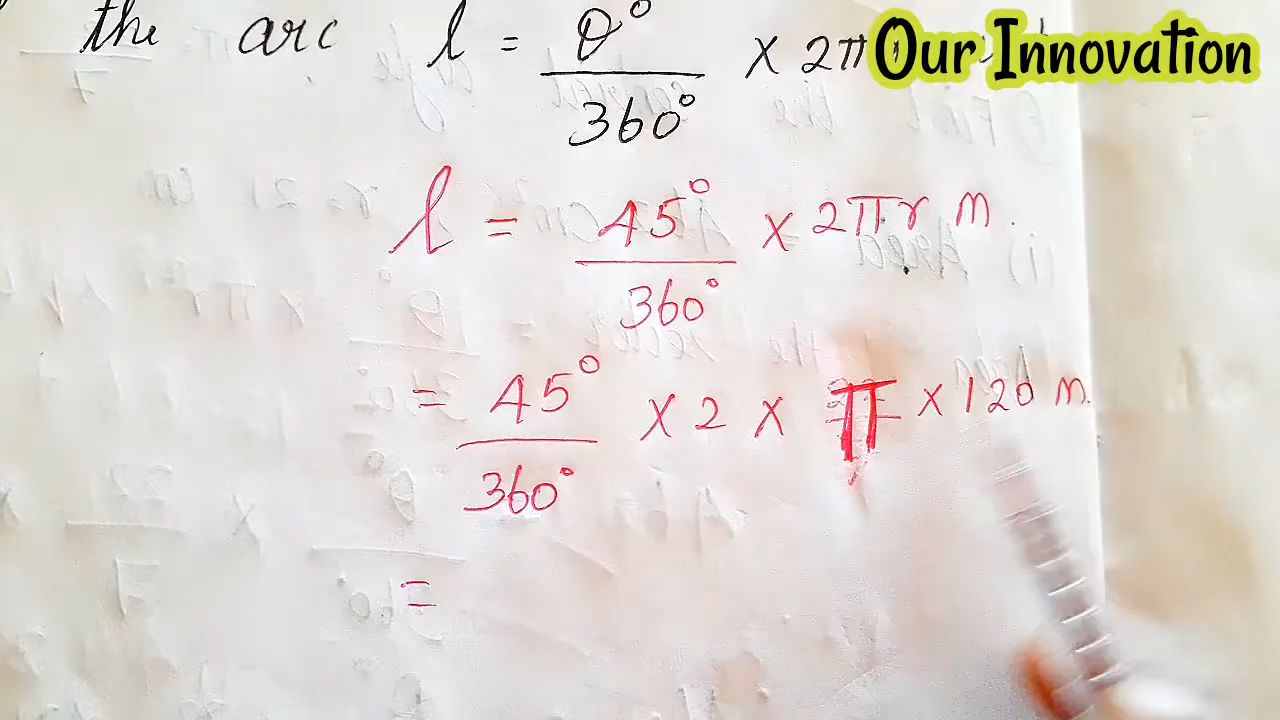 the arc l = θ° / 360° × 2π
Our Innovation
l = 45° / 360° × 2πr m.
= 45° / 360° × 2 × π × 120 m.
=